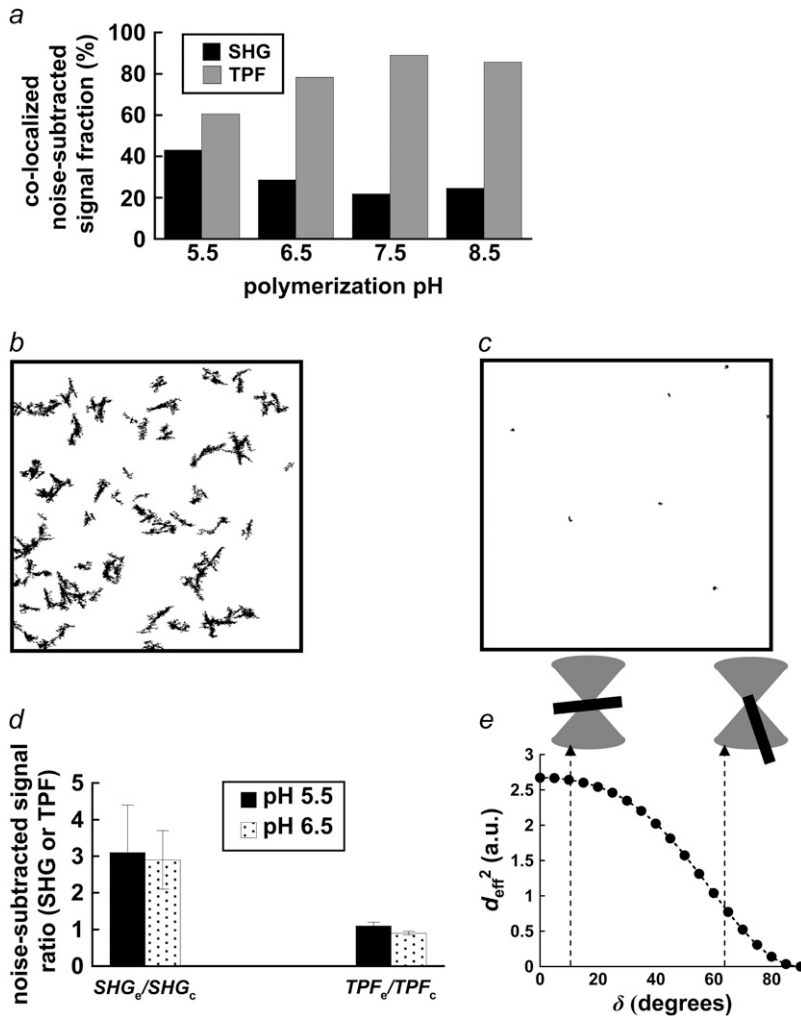 a
co-localized
noise-subtracted
signal fraction (%)
100
80
60
40
20
0
SHG
TPF
5.5 6.5 7.5 8.5
polymerization pH
b
c
d
noise-subtracted signal
ratio (SHG or TPF)
5
4
3
2
1
0
pH 5.5
pH 6.5
SHGe/SHGc TPFe/TPFc
e
deff² (a.u.)
3
2.5
2
1.5
1
0.5
0
0 20 40 60 80
δ (degrees)